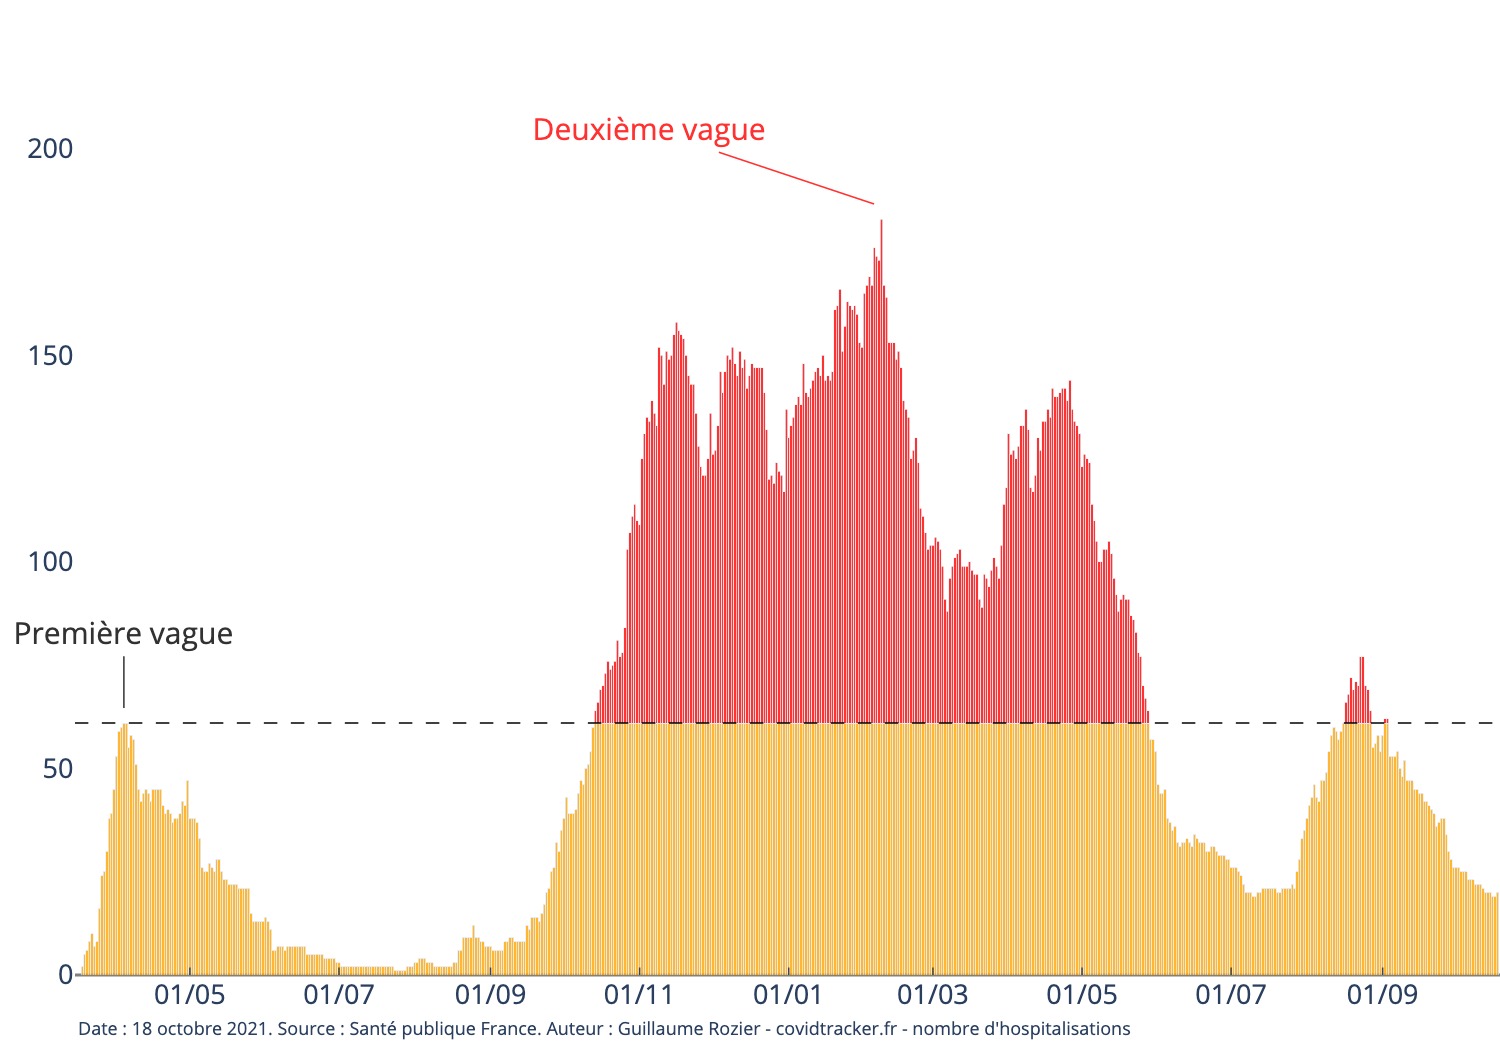 Deuxième vague
200
150
100
Première vague
50
0
01/05 01/07 01/09 01/11 01/01 01/03 01/05 01/07 01/09
Date : 18 octobre 2021. Source : Santé publique France. Auteur : Guillaume Rozier - covidtracker.fr - nombre d'hospitalisations